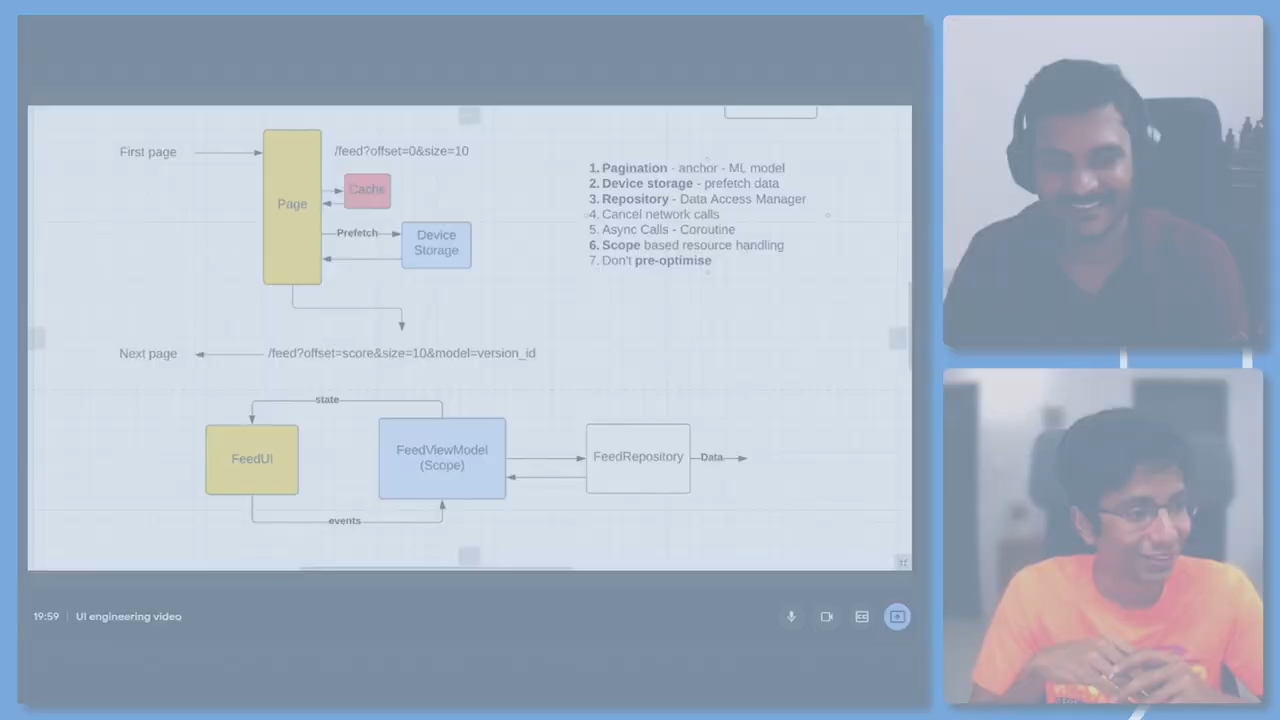 First page
/feed?offset=0&size=10
Page
Cache
Prefetch
Device
Storage
1. Pagination - anchor - ML model
2. Device storage - prefetch data
3. Repository - Data Access Manager
4. Cancel network calls
5. Async Calls - Coroutine
6. Scope based resource handling
7. Don't pre-optimise
Next page
/feed?offset=score&size=10&model=version_id
state
FeedUI
FeedViewModel
(Scope)
FeedRepository
Data
events
19:59 | UI engineering video